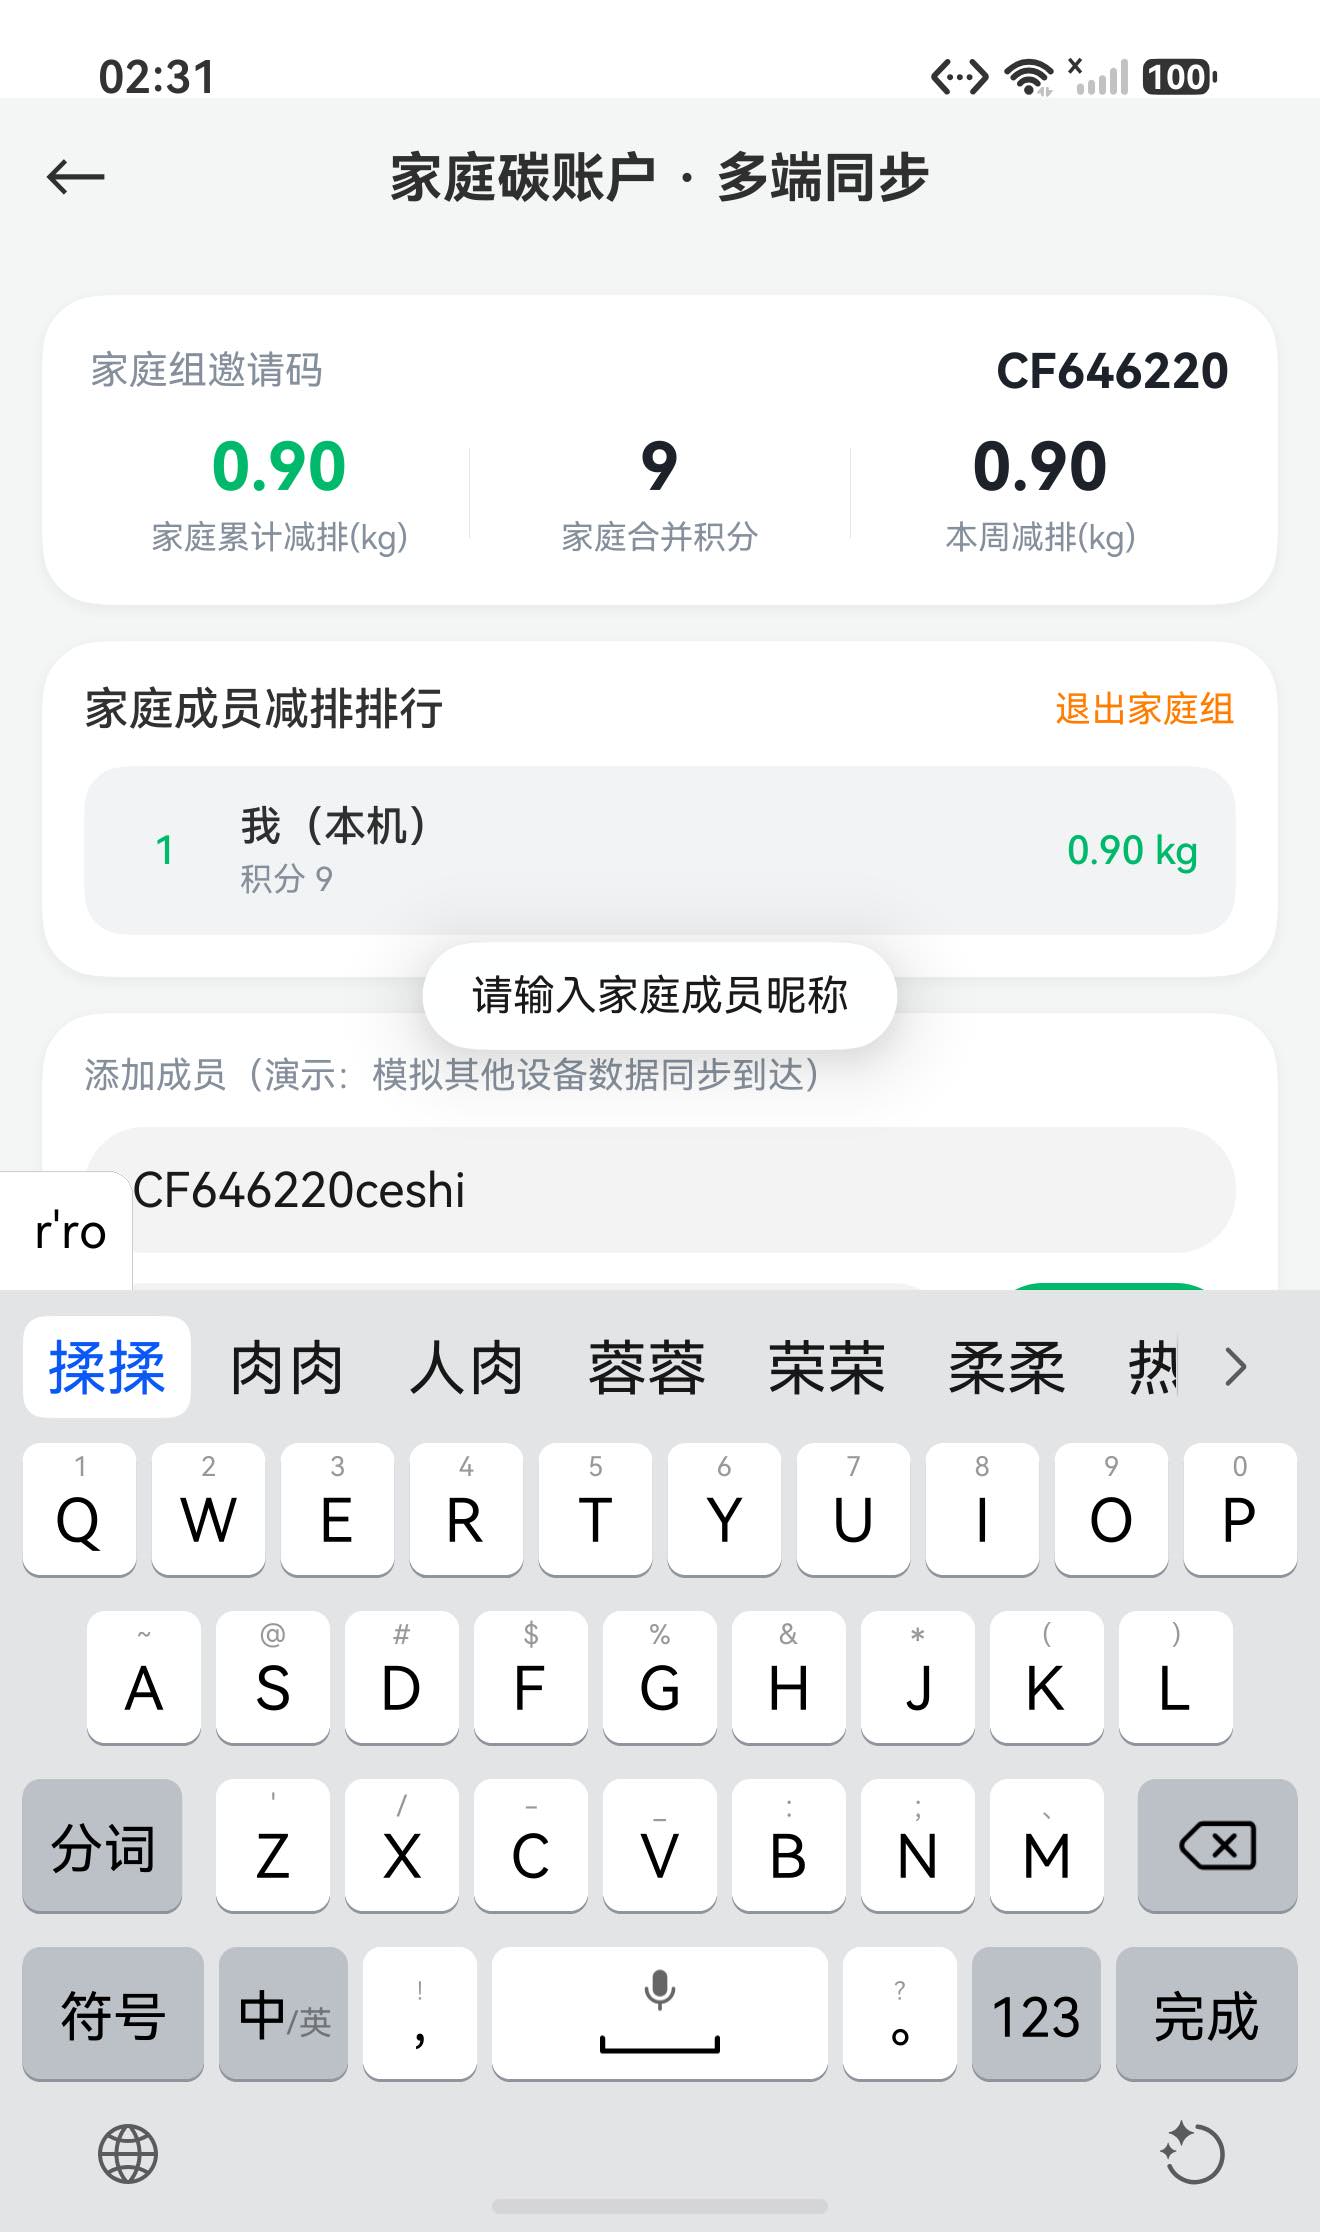 02:31
100
家庭碳账户 · 多端同步
家庭组邀请码
CF646220
0.90
9
0.90
家庭累计减排(kg)
家庭合并积分
本周减排(kg)
家庭成员减排排行
退出家庭组
1
我（本机）
积分 9
0.90 kg
请输入家庭成员昵称
添加成员（演示：模拟其他设备数据同步到达）
CF646220ceshi
r'ro
揉揉 肉肉 人肉 蓉蓉 荣荣 柔柔 热
1 2 3 4 5 6 7 8 9 0
Q W E R T Y U I O P
~ @ # $ % & * ( )
A S D F G H J K L
' / - _ : ; 、
分词 Z X C V B N M
! ?
符号 中/英 , 。 123 完成